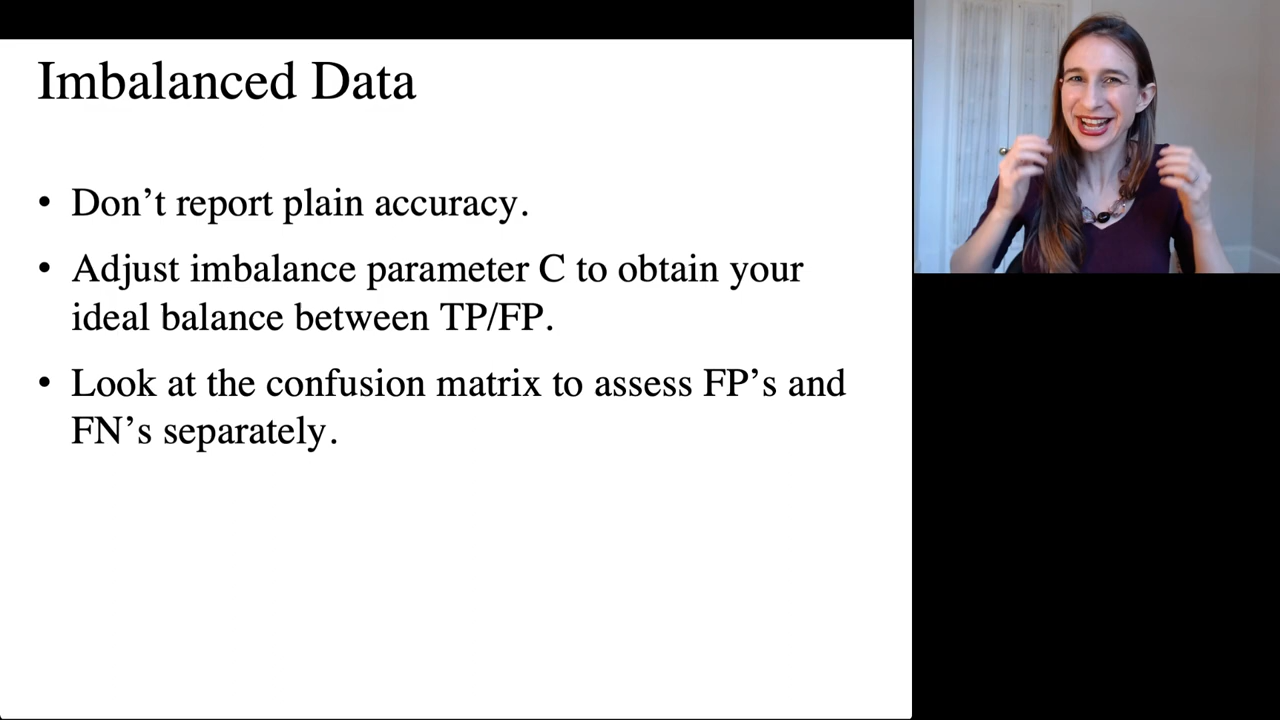 Imbalanced Data
• Don’t report plain accuracy.
• Adjust imbalance parameter C to obtain your
ideal balance between TP/FP.
• Look at the confusion matrix to assess FP’s and
FN’s separately.